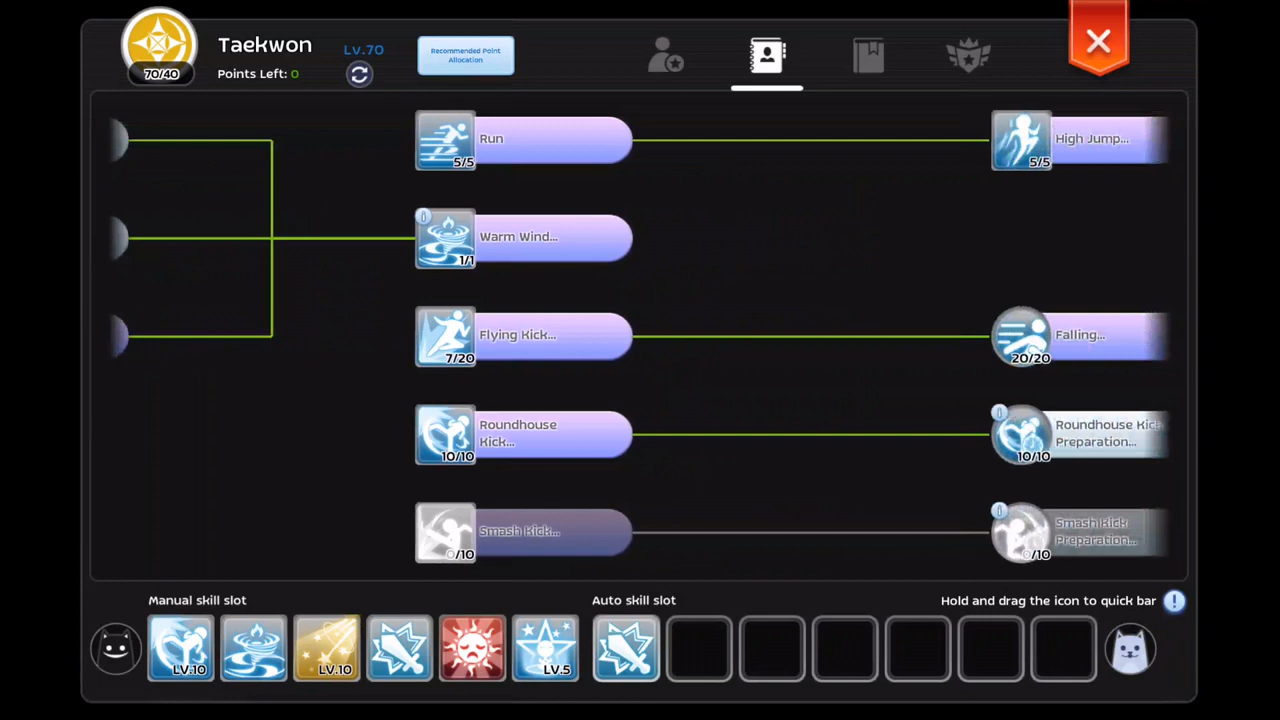 Taekwon
Lv.70
Recommended Point
Allocation
70/40
Points Left: 0
Run
5/5
High Jump...
5/5
Warm Wind...
1/1
Flying Kick...
7/20
Falling...
20/20
Roundhouse
Kick...
10/10
Roundhouse Kick
Preparation...
10/10
Smash Kick...
0/10
Smash Kick
Preparation...
0/10
Manual skill slot
Auto skill slot
Hold and drag the icon to quick bar
LV.10
LV.10
LV.5